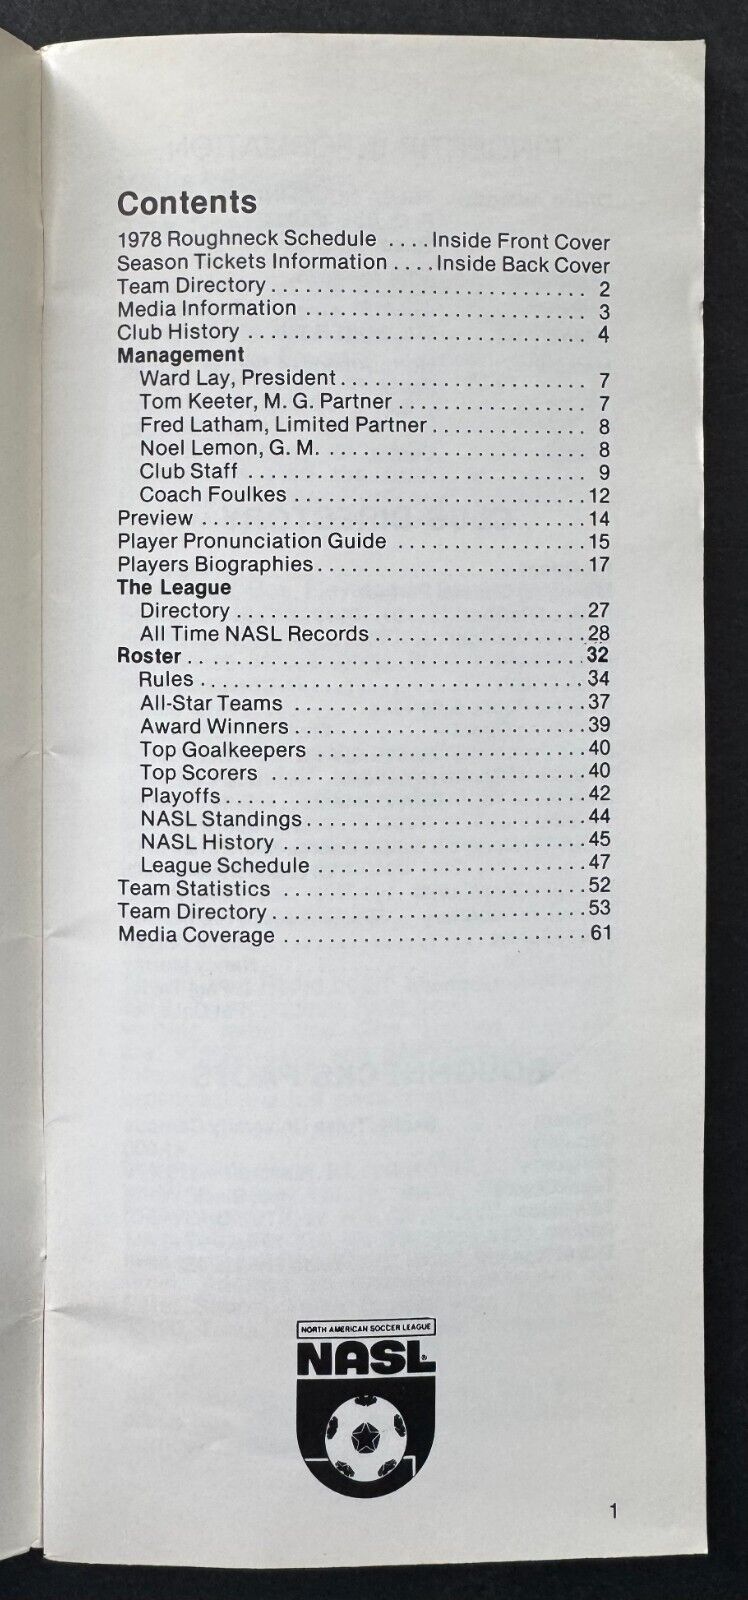 Contents
1978 Roughneck Schedule ....Inside Front Cover
Season Tickets Information ....Inside Back Cover
Team Directory............................ 2
Media Information ......................... 3
Club History .............................. 4
Management
Ward Lay, President...................... 7
Tom Keeter, M. G. Partner ................. 7
Fred Latham, Limited Partner.............. 8
Noel Lemon, G. M. ....................... 8
Club Staff .............................. 9
Coach Foulkes ..........................12
Preview ..................................14
Player Pronunciation Guide ................15
Players Biographies........................17
The League
Directory ...............................27
All Time NASL Records ...................28
Roster...................................32
Rules ..................................34
All-Star Teams ..........................37
Award Winners..........................39
Top Goalkeepers ........................40
Top Scorers ............................40
Playoffs................................42
NASL Standings.........................44
NASL History ...........................45
League Schedule ........................47
Team Statistics ...........................52
Team Directory............................53
Media Coverage ...........................61
NORTH AMERICAN SOCCER LEAGUE
NASL®
1